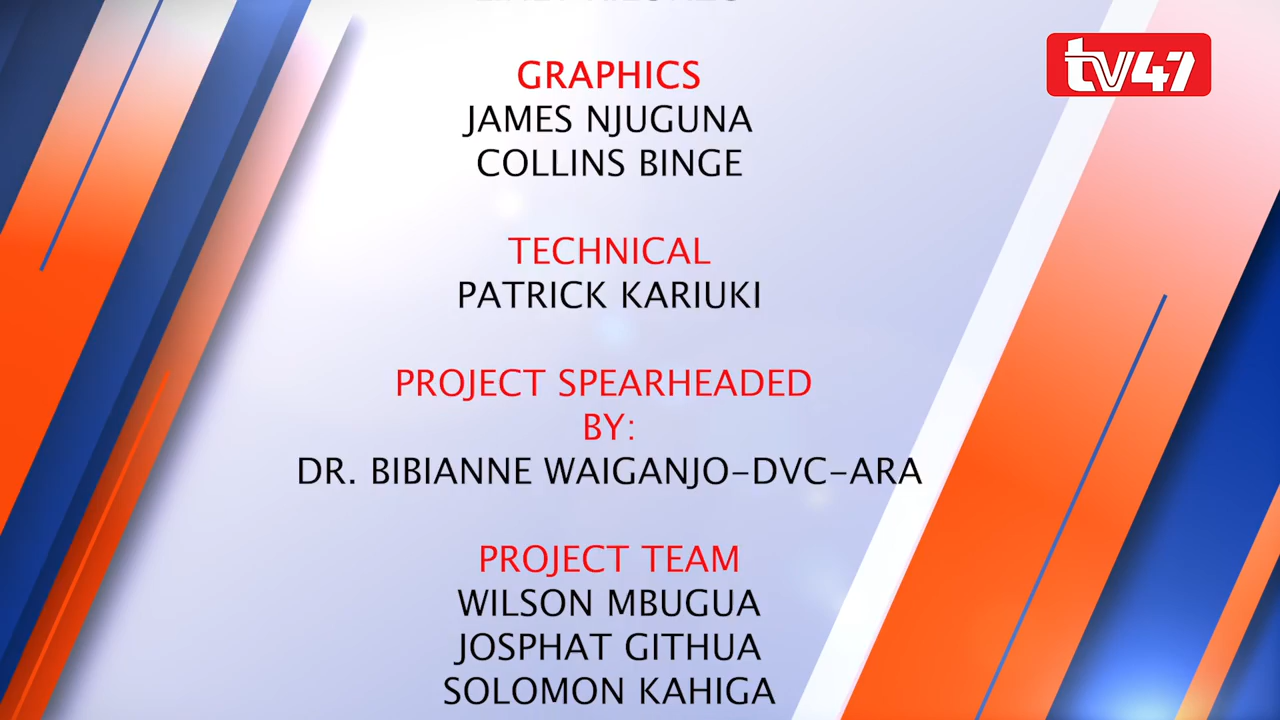 tv47
GRAPHICS
JAMES NJUGUNA
COLLINS BINGE
TECHNICAL
PATRICK KARIUKI
PROJECT SPEARHEADED
BY:
DR. BIBIANNE WAIGANJO-DVC-ARA
PROJECT TEAM
WILSON MBUGUA
JOSPHAT GITHUA
SOLOMON KAHIGA